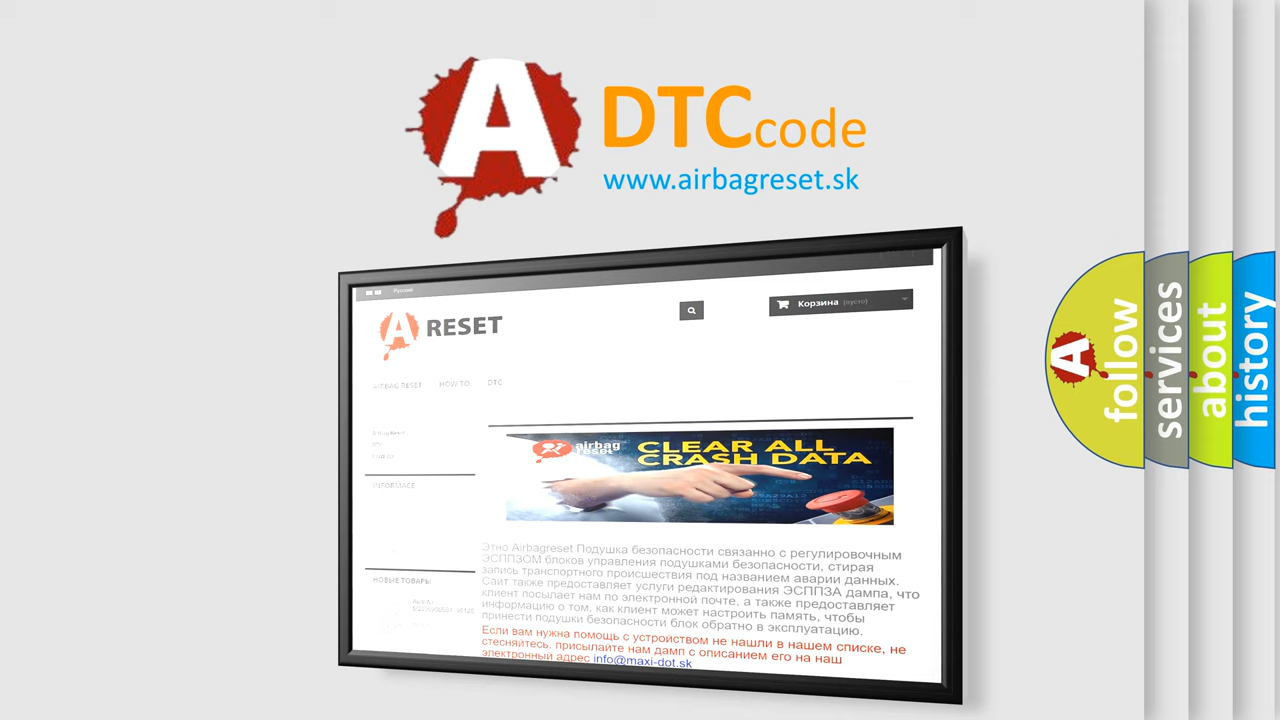 A
DTCcode
www.airbagreset.sk
Русский
A RESET
Корзина (пусто)
AIRBAG RESET HOW TO DTC
DTC
INFORMACE
airbag
reset
CLEAR ALL
CRASH DATA
Этно Airbagreset Подушка безопасности связанно с регулировочным
ЭСППЗОМ блоков управления подушками безопасности, стирая
запись транспортного происшествия под названием аварии данных.
Сайт также предоставляет услуги редактирования ЭСППЗА дампа, что
клиент посылает нам по электронной почте, а также предоставляет
информацию о том, как клиент может настроить память, чтобы
принести подушки безопасности блок обратно в эксплуатацию.
Если вам нужна помощь с устройством не нашли в нашем списке, не
стесняйтесь, присылайте нам дамп с описанием его на наш
электронный адрес info@maxi-dot.sk
НОВЫЕ ТОВАРЫ
A
follow
services
about
history